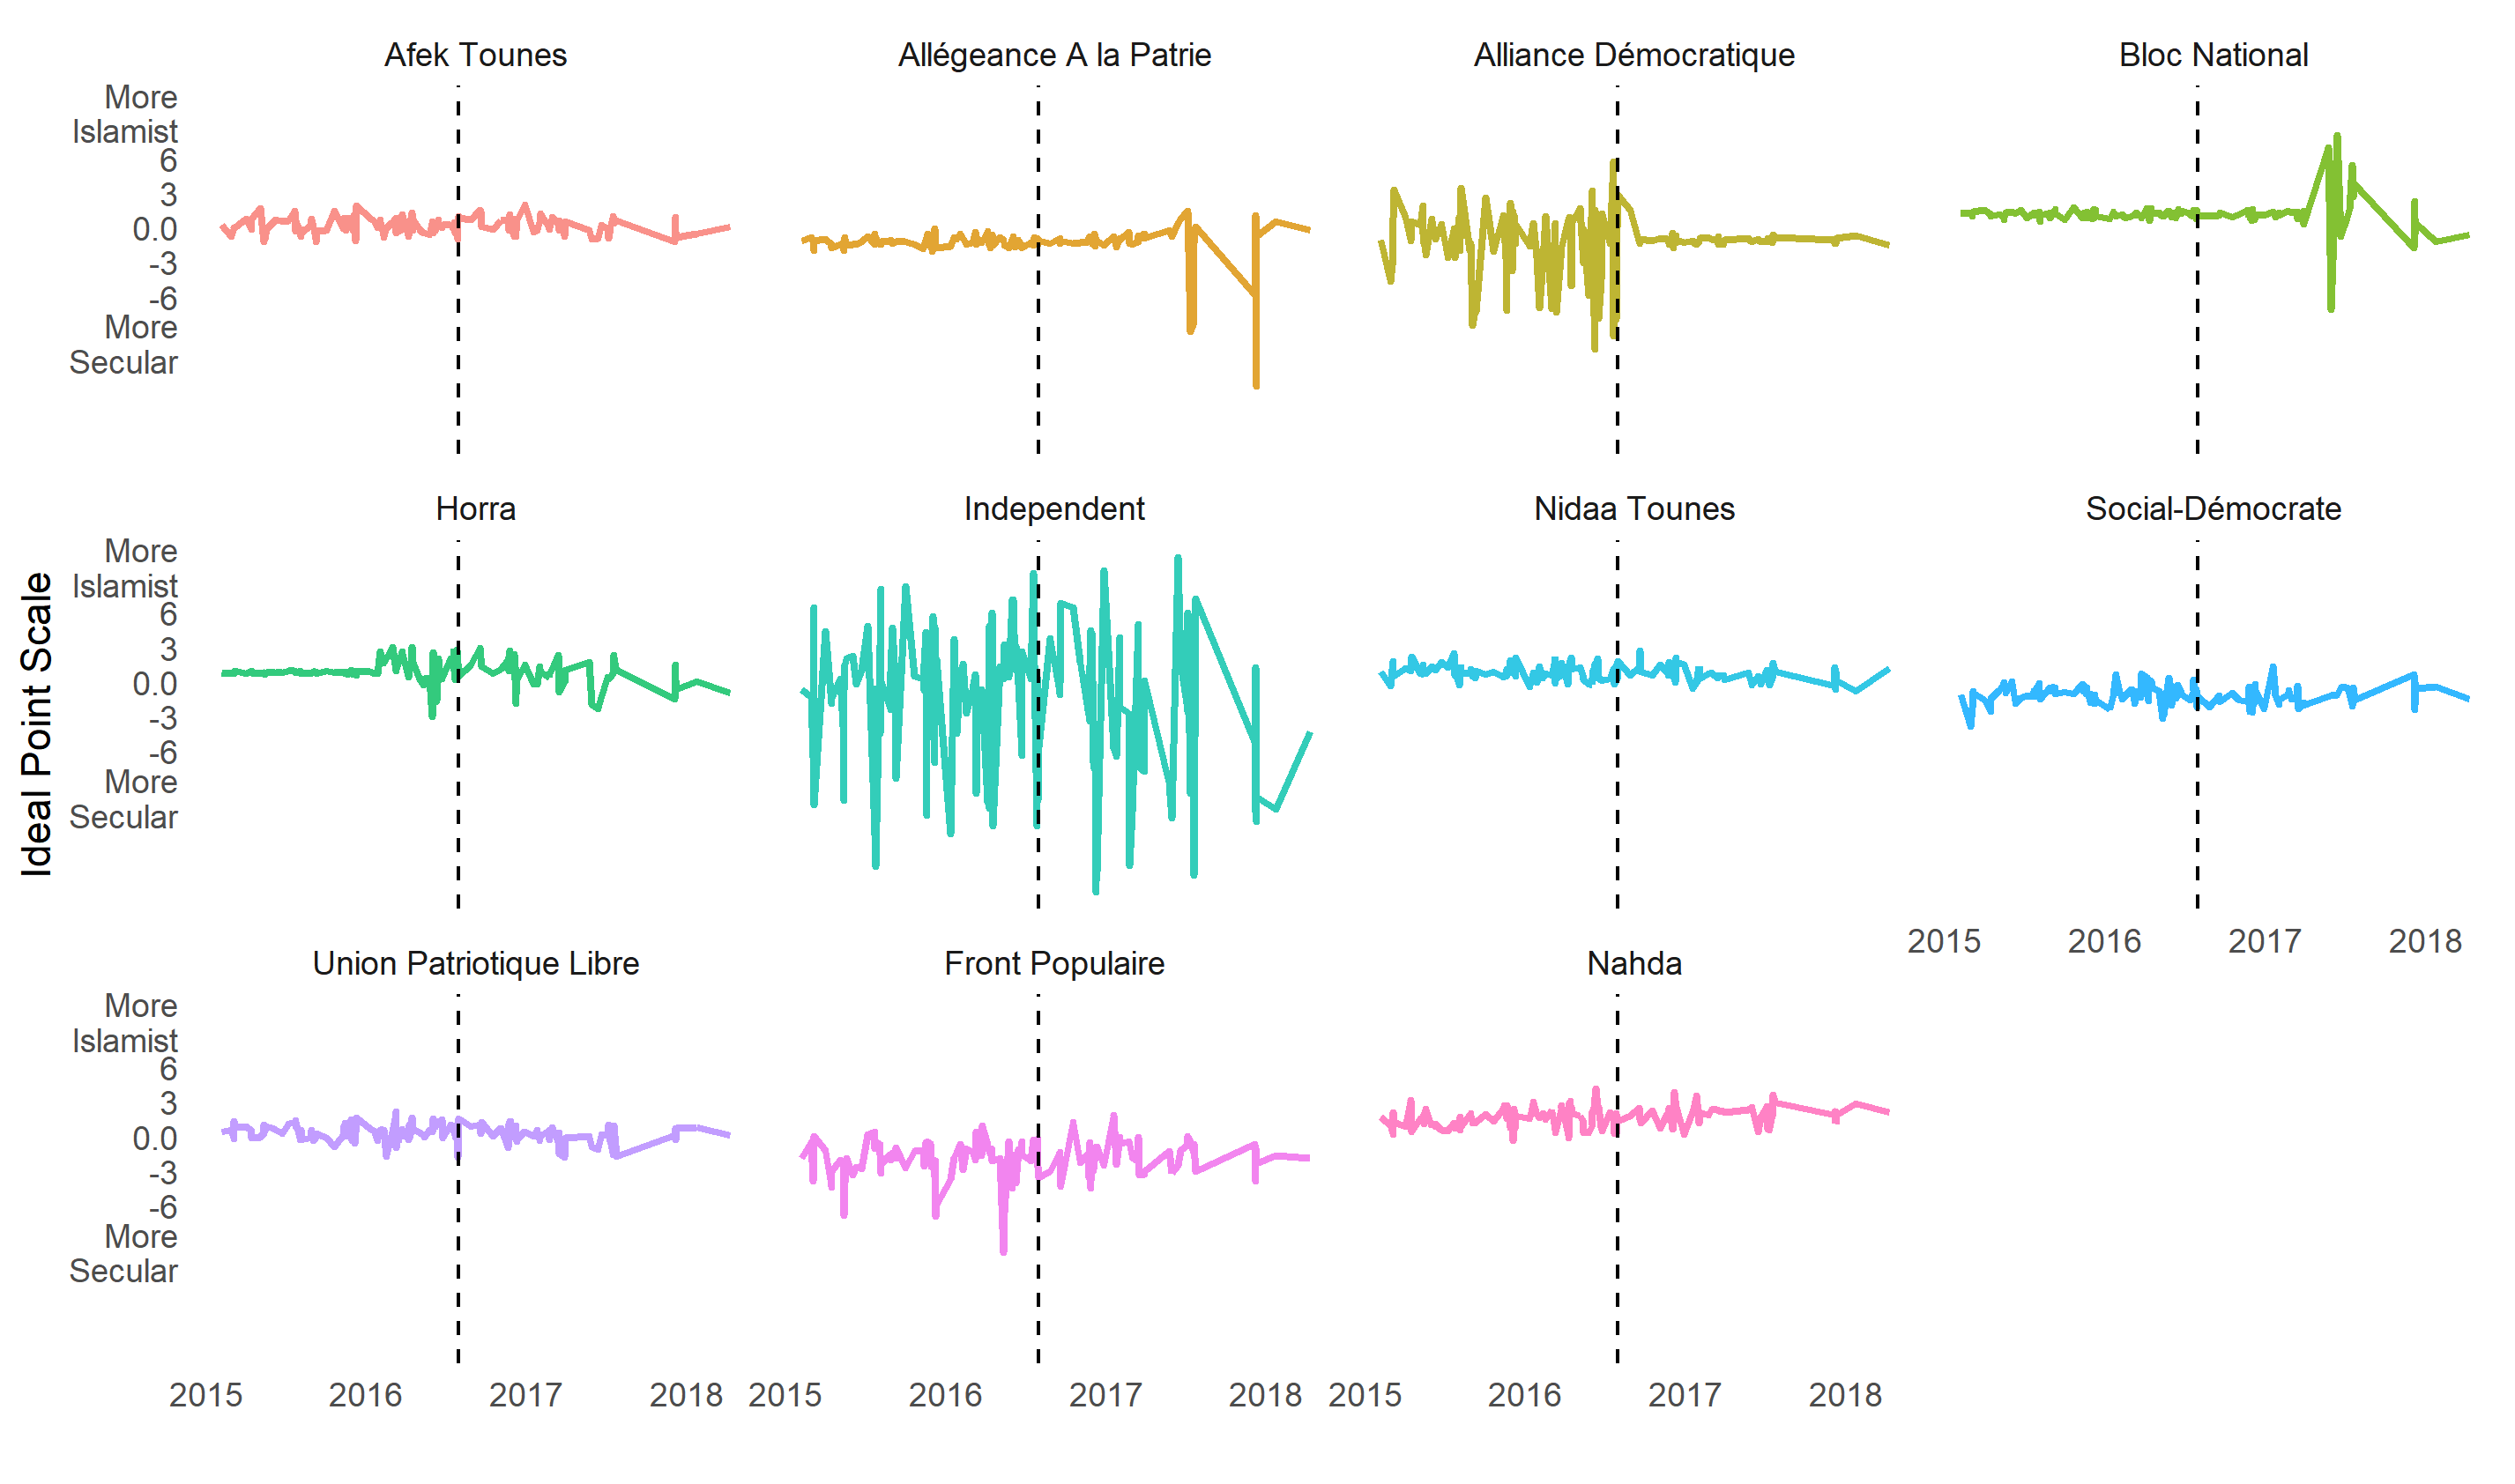 Afek Tounes
Allégeance A la Patrie
Alliance Démocratique
Bloc National
More
Islamist
6
3
0.0
-3
-6
More
Secular
Horra
Independent
Nidaa Tounes
Social-Démocrate
Ideal Point Scale
More
Islamist
6
3
0.0
-3
-6
More
Secular
2015 2016 2017 2018
Union Patriotique Libre
Front Populaire
Nahda
More
Islamist
6
3
0.0
-3
-6
More
Secular
2015 2016 2017 2018
2015 2016 2017 2018
2015 2016 2017 2018